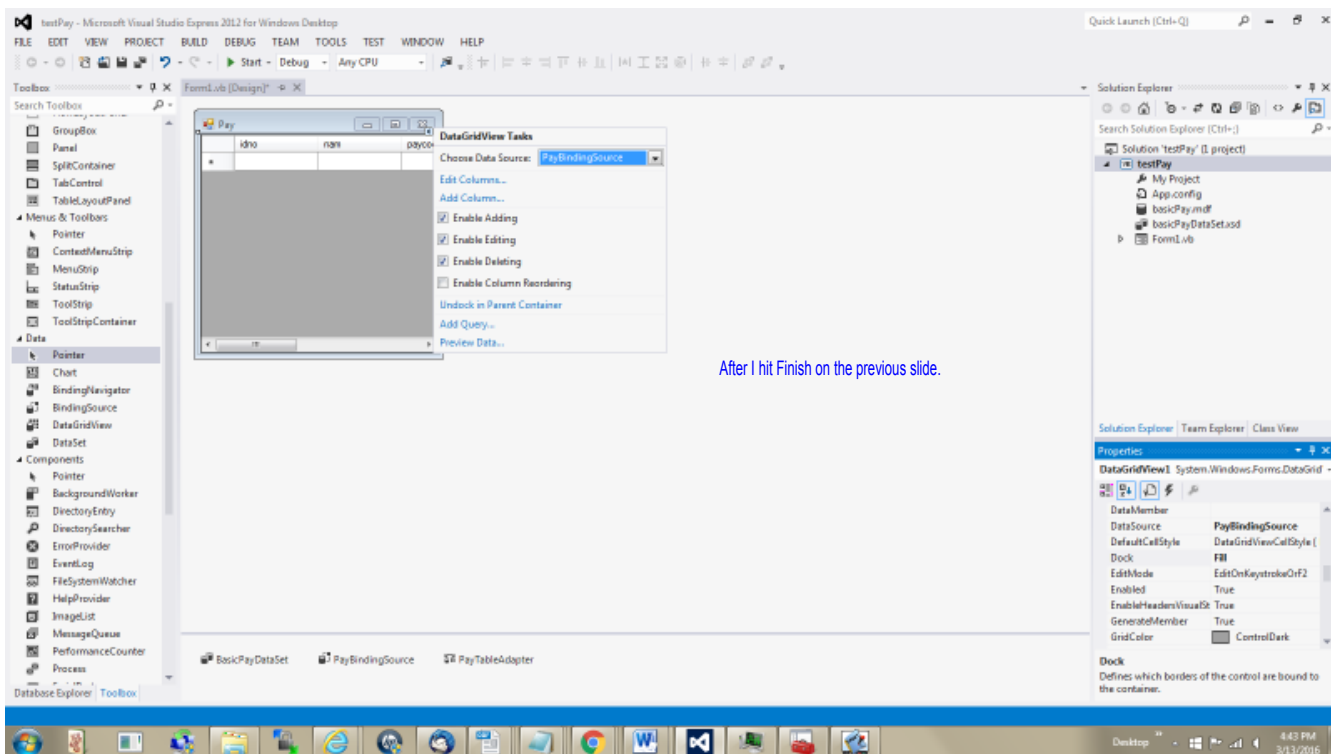 testPay - Microsoft Visual Studio Express 2012 for Windows Desktop
Quick Launch (Ctrl+Q)
FILE EDIT VIEW PROJECT BUILD DEBUG TEAM TOOLS TEST WINDOW HELP
Start - Debug - Any CPU
Toolbox
Search Toolbox
GroupBox
Panel
SplitContainer
TabControl
TableLayoutPanel
Menus & Toolbars
Pointer
ContextMenuStrip
MenuStrip
StatusStrip
ToolStrip
ToolStripContainer
Data
Pointer
Chart
BindingNavigator
BindingSource
DataGridView
DataSet
Components
Pointer
BackgroundWorker
DirectoryEntry
DirectorySearcher
ErrorProvider
EventLog
FileSystemWatcher
HelpProvider
ImageList
MessageQueue
PerformanceCounter
Process
Database Explorer Toolbox
Form1.vb [Design]*
Pay
idno nam payco
DataGridView Tasks
Choose Data Source: PayBindingSource
Edit Columns...
Add Column...
Enable Adding
Enable Editing
Enable Deleting
Enable Column Reordering
Undock in Parent Container
Add Query...
Preview Data...
After I hit Finish on the previous slide.
BasicPayDataSet PayBindingSource PayTableAdapter
Solution Explorer
Search Solution Explorer (Ctrl+;)
Solution 'testPay' (1 project)
testPay
My Project
App.config
basicPay.mdf
basicPayDataSet.xsd
Form1.vb
Solution Explorer Team Explorer Class View
Properties
DataGridView1 System.Windows.Forms.DataGrid
DataMember
DataSource PayBindingSource
DefaultCellStyle DataGridViewCellStyle {
Dock Fill
EditMode EditOnKeystrokeOrF2
Enabled True
EnableHeadersVisualSt True
GenerateMember True
GridColor ControlDark
Dock
Defines which borders of the control are bound to
the container.
Desktop
4:43 PM
3/13/2016